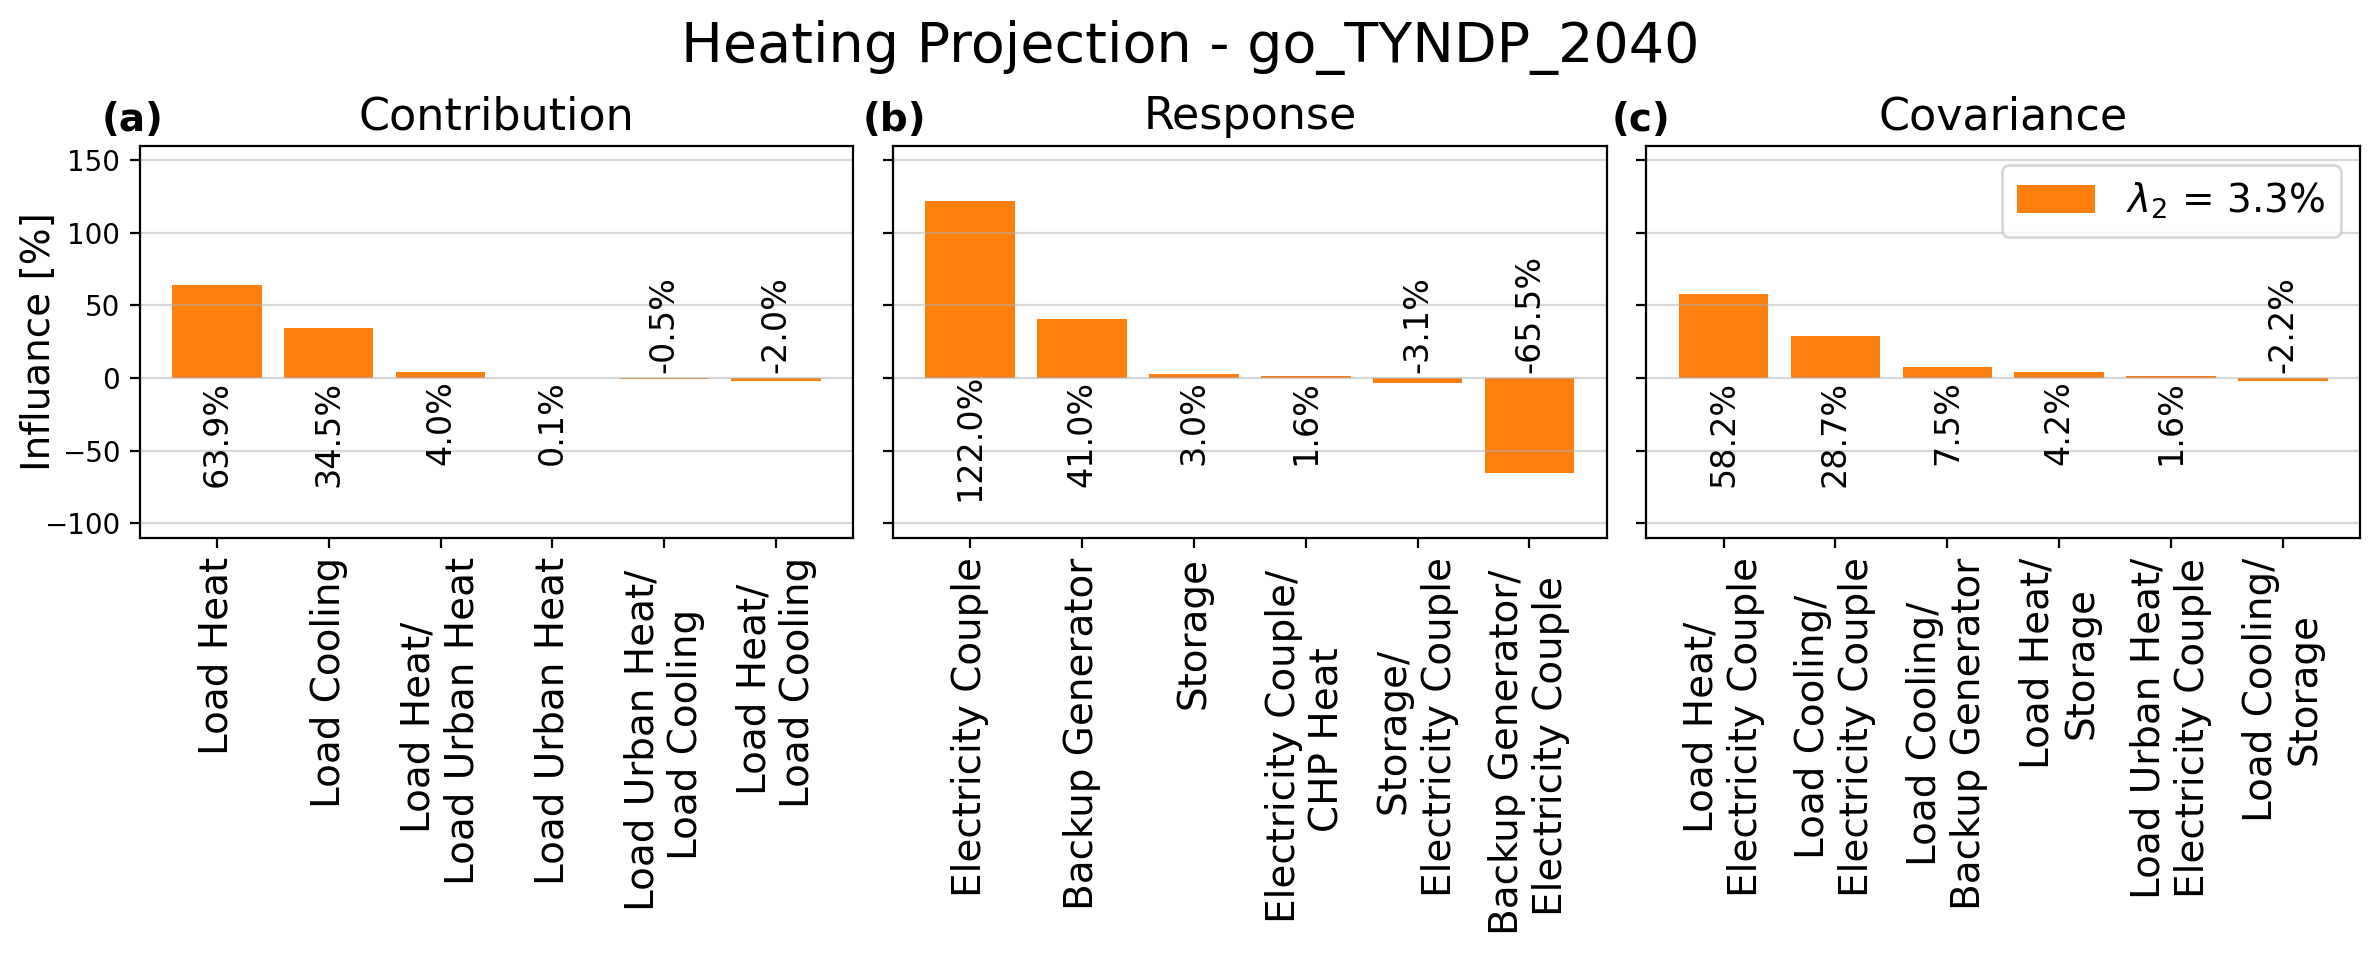 Heating Projection - go_TYNDP_2040
(a)
Contribution
Influance [%]
150
100
50
0
−50
−100
63.9%
34.5%
4.0%
0.1%
-0.5%
-2.0%
Load Heat
Load Cooling
Load Heat/
Load Urban Heat
Load Urban Heat
Load Urban Heat/
Load Cooling
Load Heat/
Load Cooling
(b)
Response
122.0%
41.0%
3.0%
1.6%
-3.1%
-65.5%
Electricity Couple
Backup Generator
Storage
Electricity Couple/
CHP Heat
Storage/
Electricity Couple
Backup Generator/
Electricity Couple
(c)
Covariance
λ2 = 3.3%
58.2%
28.7%
7.5%
4.2%
1.6%
-2.2%
Load Heat/
Electricity Couple
Load Cooling/
Electricity Couple
Load Cooling/
Backup Generator
Load Heat/
Storage
Load Urban Heat/
Electricity Couple
Load Cooling/
Storage